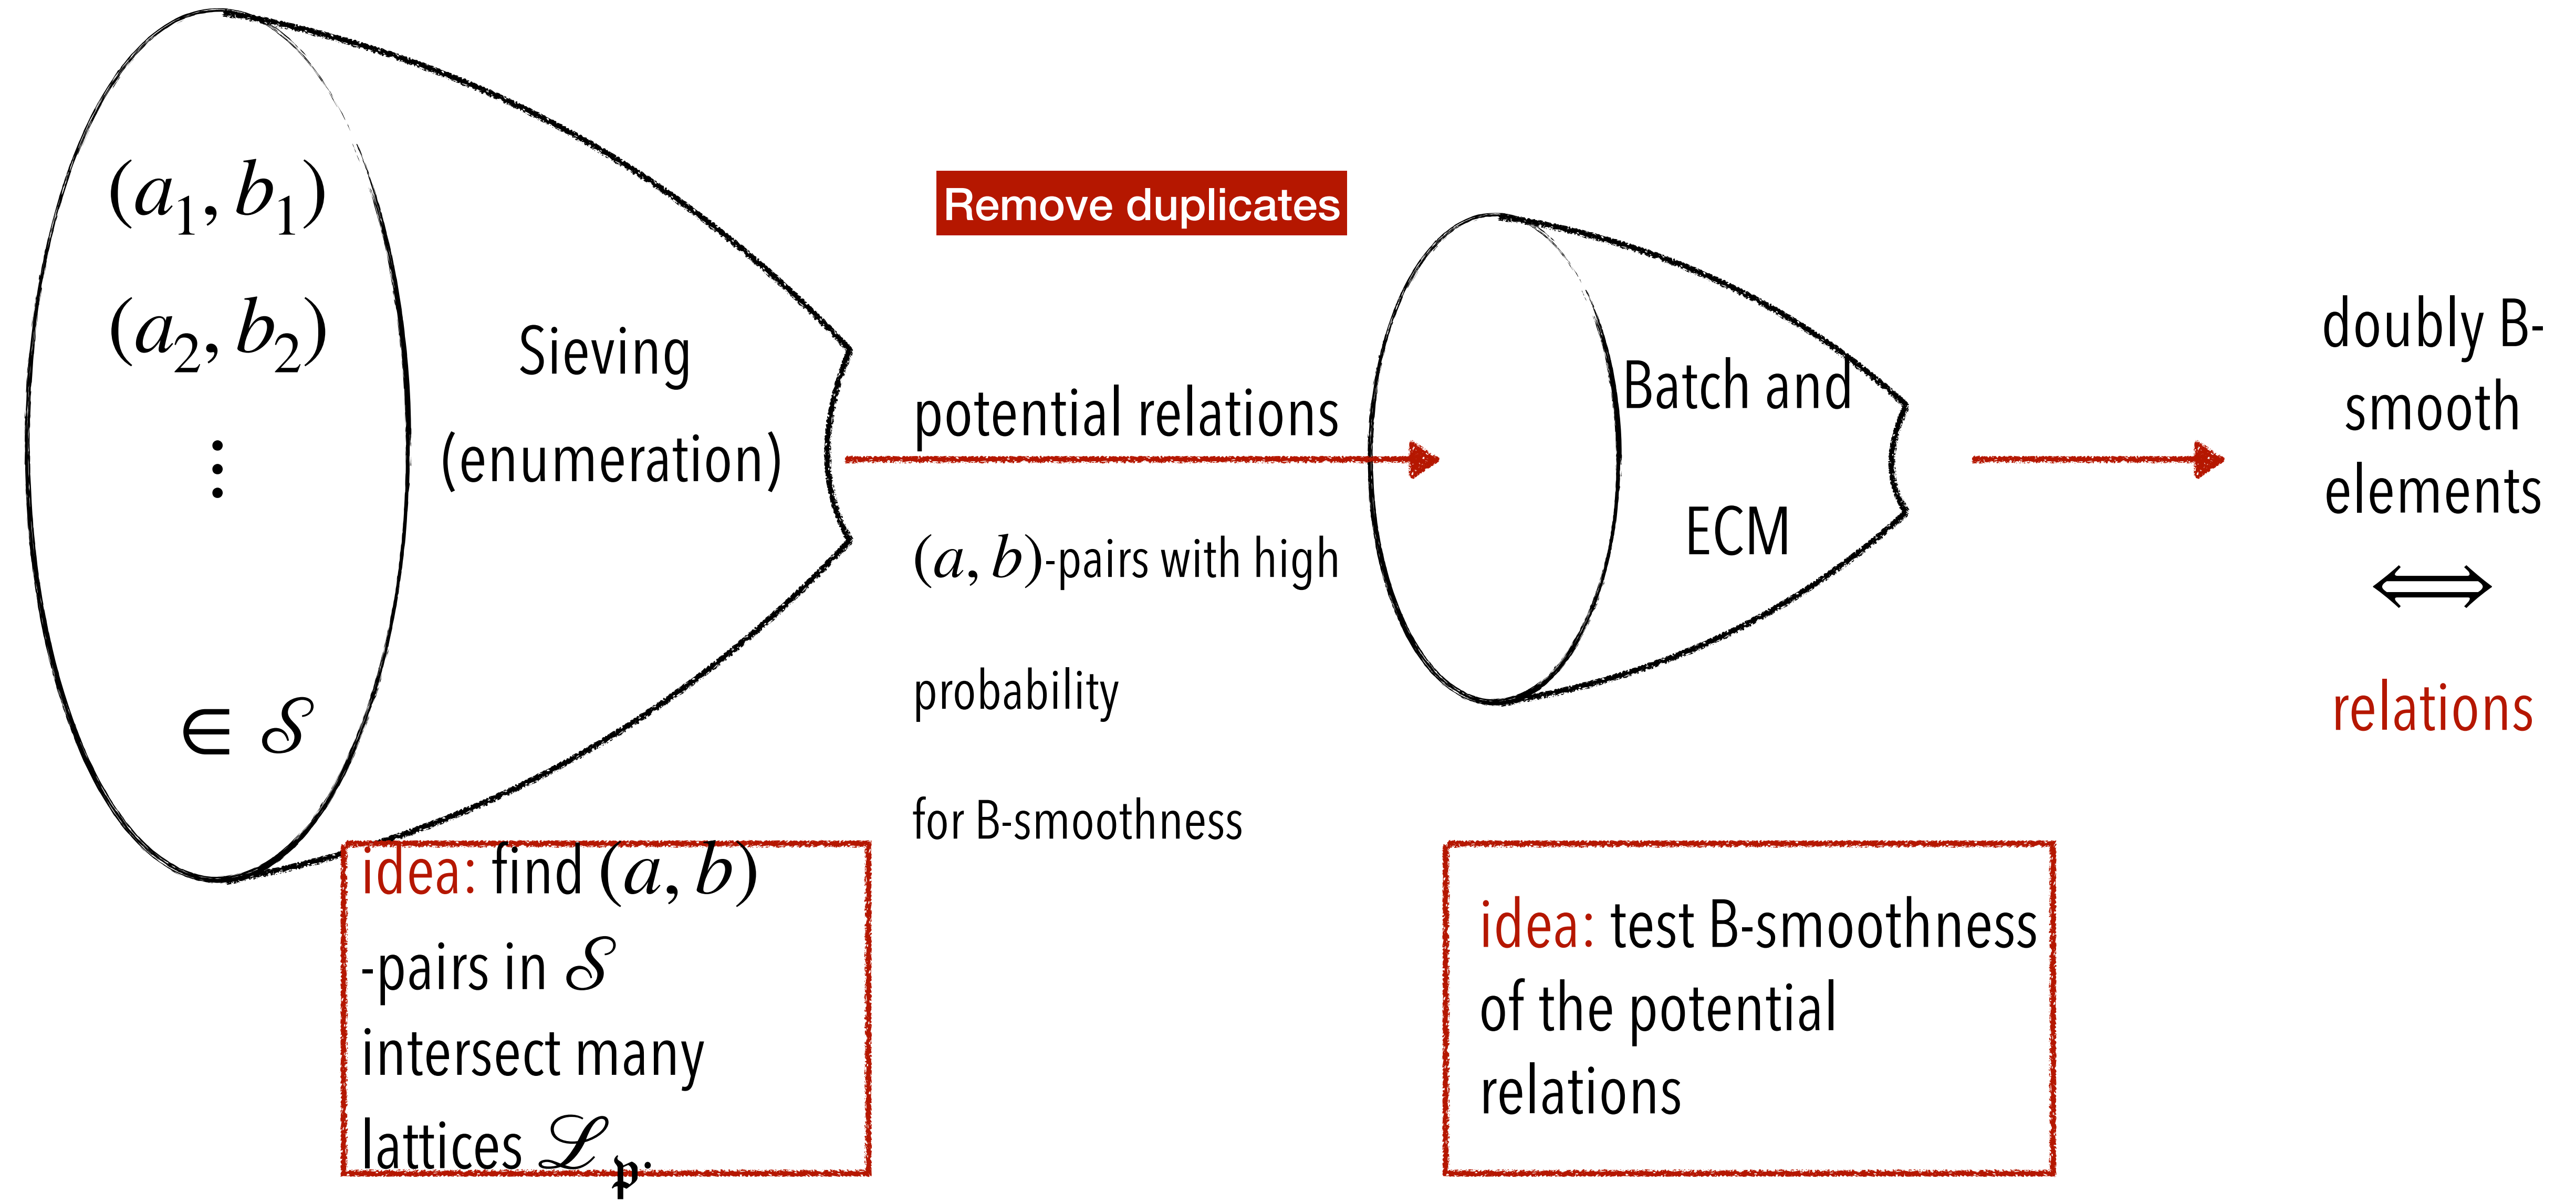 (a₁, b₁)
(a₂, b₂)
⋮
∈ 𝒮
Sieving
(enumeration)
Remove duplicates
potential relations
(a, b)-pairs with high
probability
for B-smoothness
Batch and
ECM
doubly B-
smooth
elements
⟺
relations
idea: find (a, b)
-pairs in 𝒮
intersect many
lattices ℒ𝔭.
idea: test B-smoothness
of the potential
relations